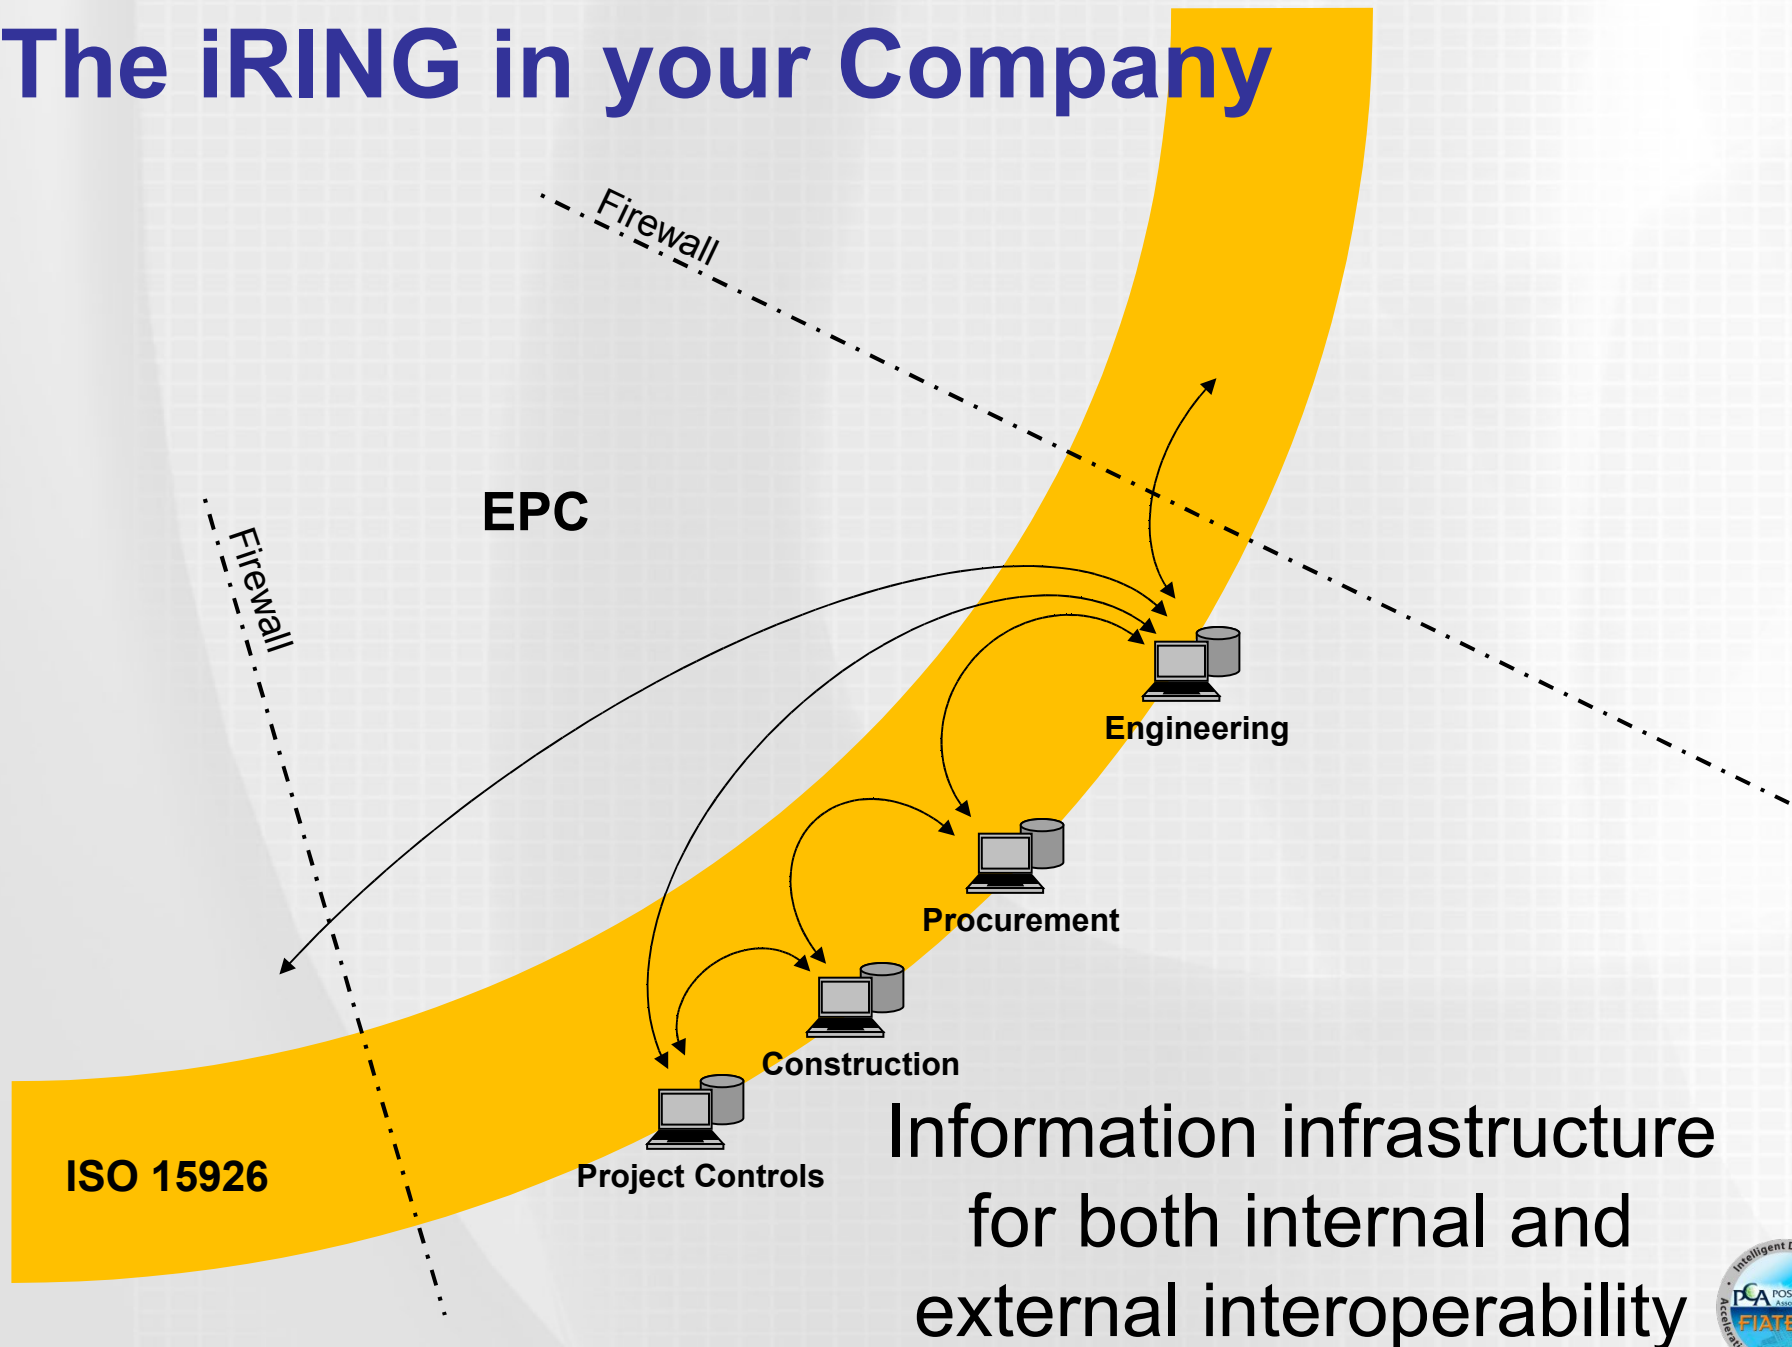 The iRING in your Company
Firewall
EPC
Firewall
Engineering
Procurement
Construction
Project Controls
ISO 15926
Information infrastructure
for both internal and
external interoperability
PCA